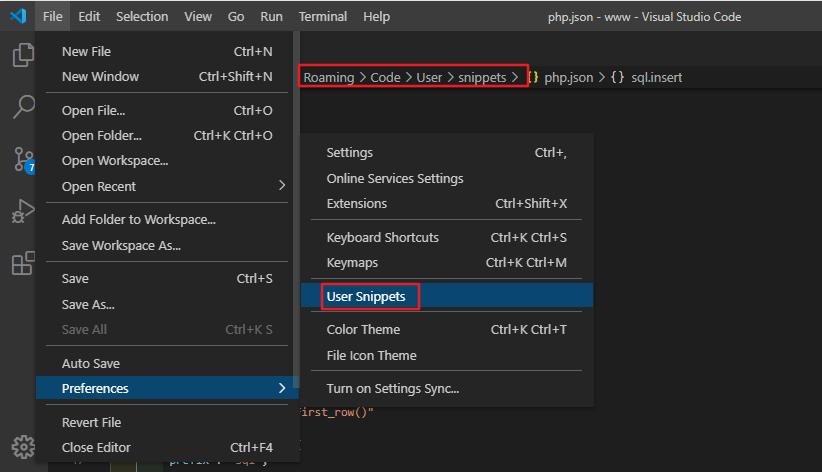 File Edit Selection View Go Run Terminal Help php.json - www - Visual Studio Code
New File Ctrl+N
New Window Ctrl+Shift+N
Roaming > Code > User > snippets > {} php.json > {} sql.insert
Open File... Ctrl+O
Open Folder... Ctrl+K Ctrl+O
Open Workspace...
Open Recent >
Add Folder to Workspace...
Save Workspace As...
Save Ctrl+S
Save As...
Save All Ctrl+K S
Auto Save
Preferences >
Revert File
Close Editor Ctrl+F4
Settings Ctrl+,
Online Services Settings
Extensions Ctrl+Shift+X
Keyboard Shortcuts Ctrl+K Ctrl+S
Keymaps Ctrl+K Ctrl+M
User Snippets
Color Theme Ctrl+K Ctrl+T
File Icon Theme
Turn on Settings Sync...
7
first_row()"